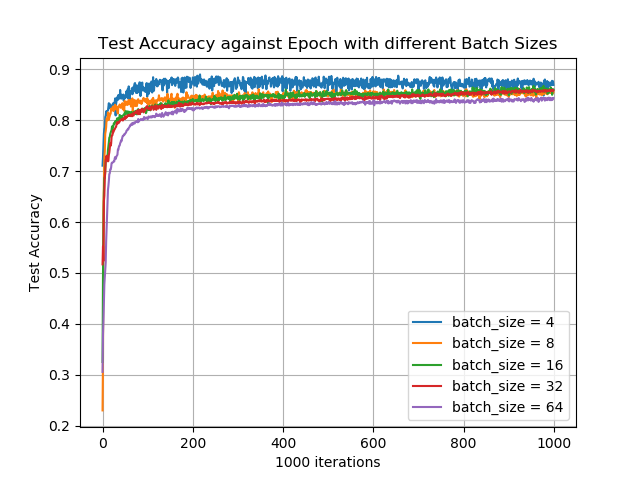 Test Accuracy against Epoch with different Batch Sizes
0.9
0.8
0.7
0.6
0.5
0.4
0.3
0.2
Test Accuracy
batch_size = 4
batch_size = 8
batch_size = 16
batch_size = 32
batch_size = 64
0 200 400 600 800 1000
1000 iterations